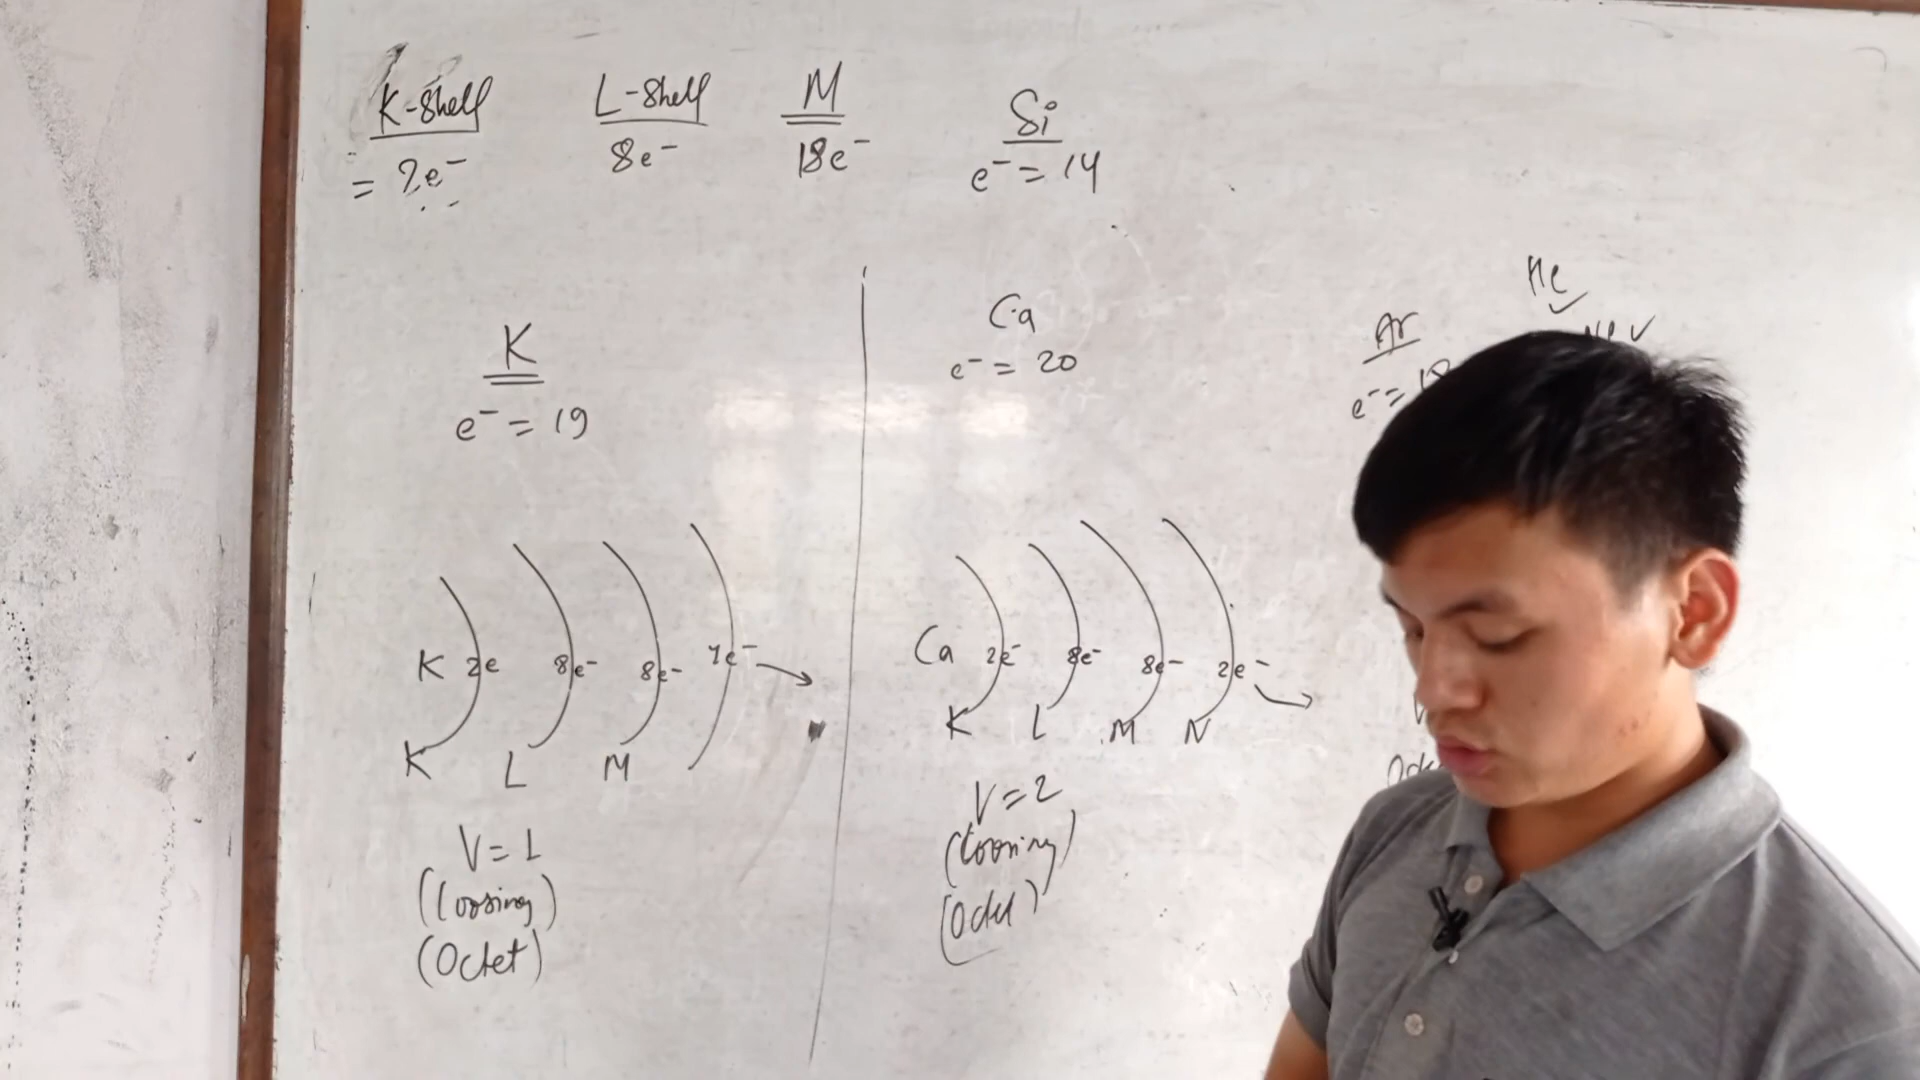 K-Shell L-Shell M Si
= 2e⁻ 8e⁻ 18e⁻ e⁻ = 14
K
e⁻ = 19
K 2e 8e⁻ 8e⁻ 1e⁻
K L M
V = 1
(Loosing)
(Octet)
Ca
e⁻ = 20
Ca 2e⁻ 8e⁻ 8e⁻ 2e⁻
K L M N
V = 2
(Loosing)
(Octet)
He
Ar
e⁻ = 18